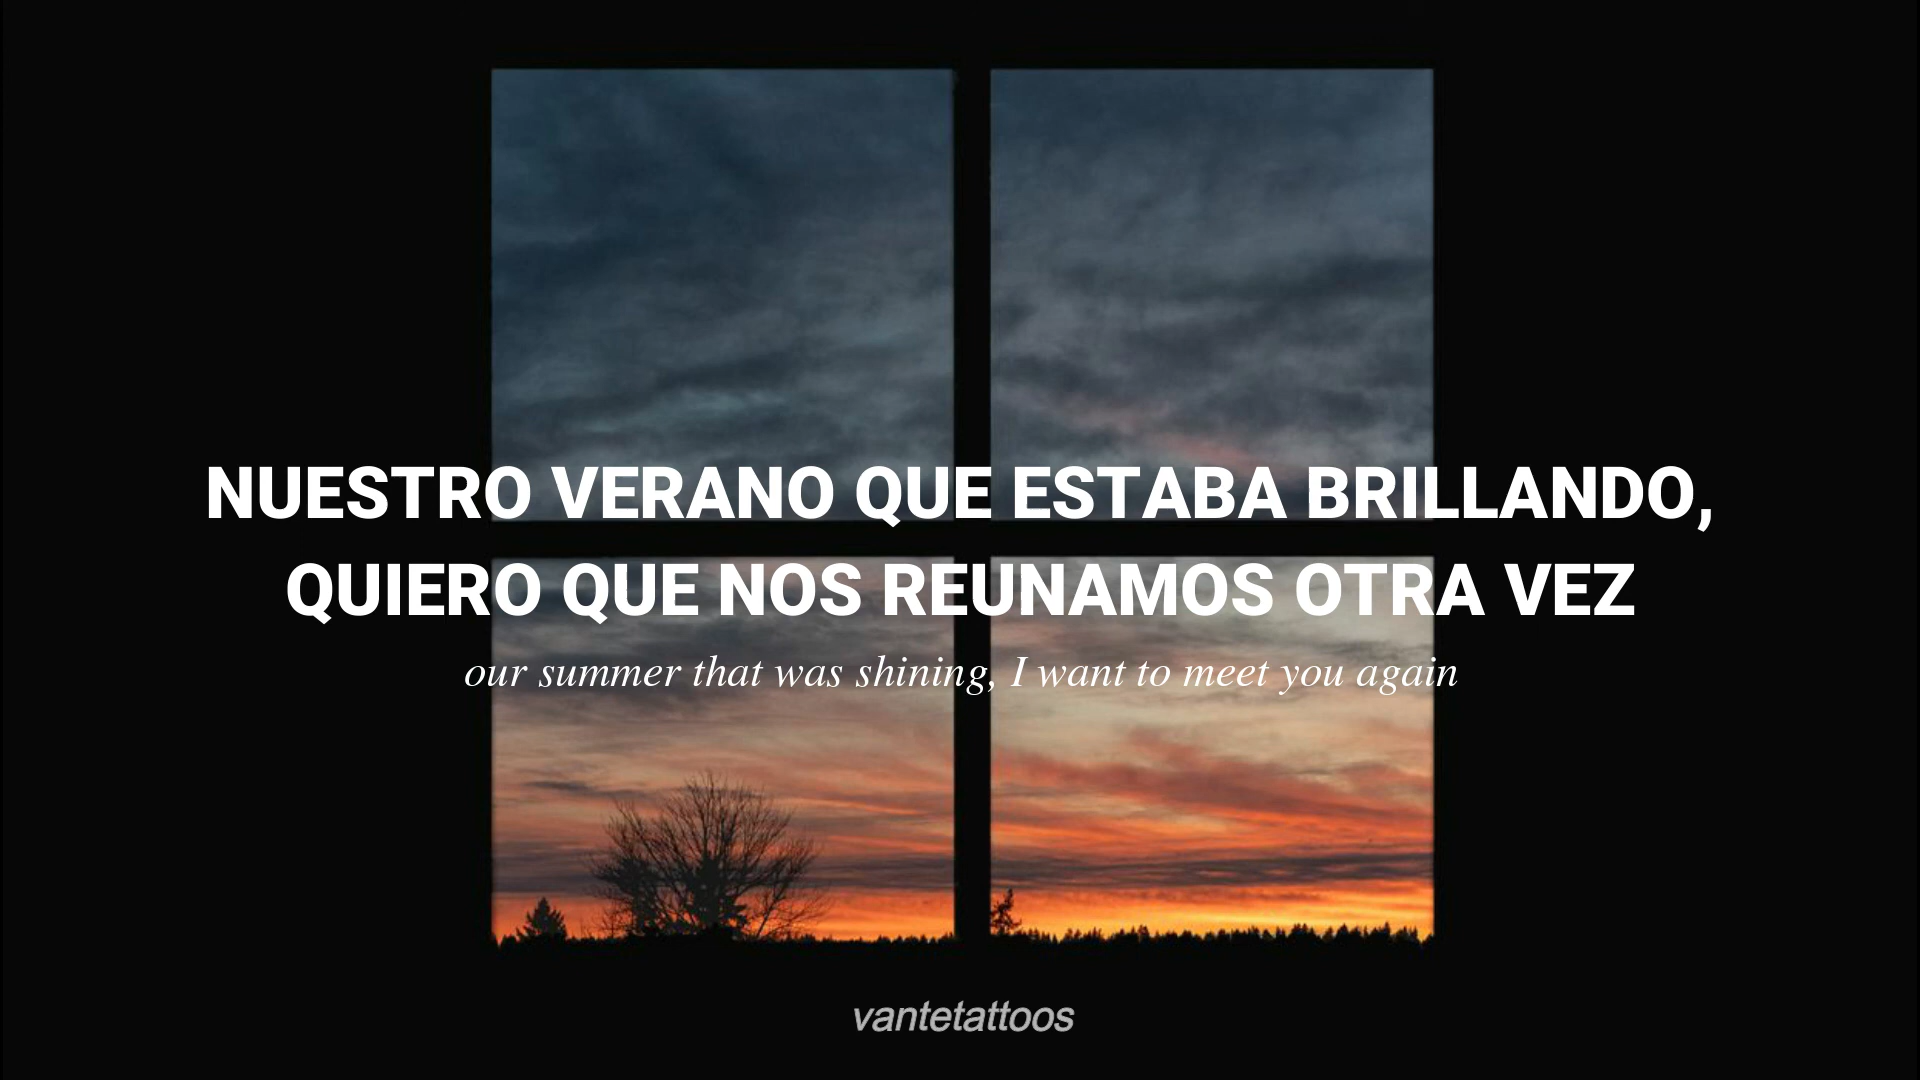 NUESTRO VERANO QUE ESTABA BRILLANDO,
QUIERO QUE NOS REUNAMOS OTRA VEZ
our summer that was shining, I want to meet you again
vantetattoos